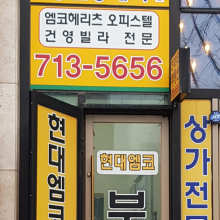 엠코헤리츠 오피스텔
건영빌라 전문
713-5656
현대엠코
현대엠코
상가전